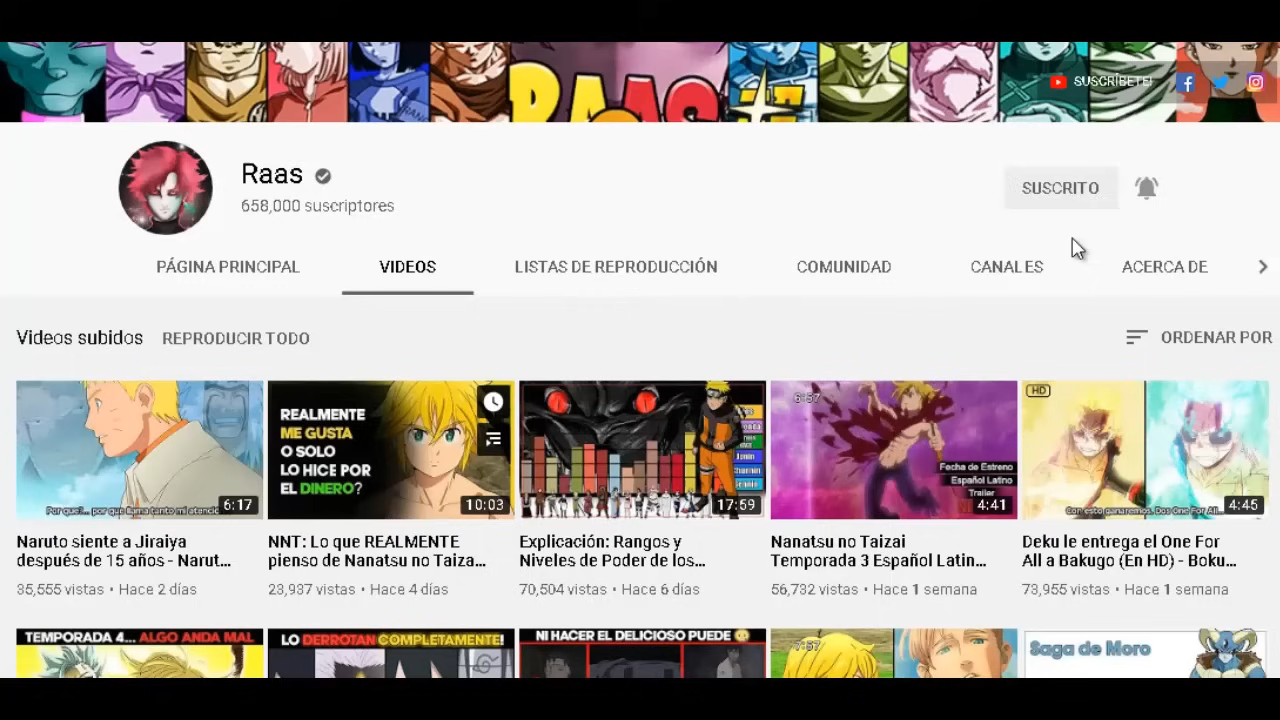 RAAS
SUSCRÍBETE!
Raas
658,000 suscriptores
SUSCRITO
PÁGINA PRINCIPAL VIDEOS LISTAS DE REPRODUCCIÓN COMUNIDAD CANALES ACERCA DE
Videos subidos REPRODUCIR TODO ORDENAR POR
6:17
REALMENTE
ME GUSTA
O SOLO
LO HICE POR
EL DINERO?
10:03
17:59
6:57
Fecha de Estreno
Español Latino
Trailer
4:41
HD
4:45
Naruto siente a Jiraiya
después de 15 años - Narut...
35,555 vistas • Hace 2 días
NNT: Lo que REALMENTE
pienso de Nanatsu no Taiza...
23,937 vistas • Hace 4 días
Explicación: Rangos y
Niveles de Poder de los...
70,504 vistas • Hace 6 días
Nanatsu no Taizai
Temporada 3 Español Latin...
56,732 vistas • Hace 1 semana
Deku le entrega el One For
All a Bakugo (En HD) - Boku...
73,955 vistas • Hace 1 semana
TEMPORADA 4... ALGO ANDA MAL
LO DERROTAN COMPLETAMENTE!
NI HACER EL DELICIOSO PUEDE
7:57
Saga de Moro